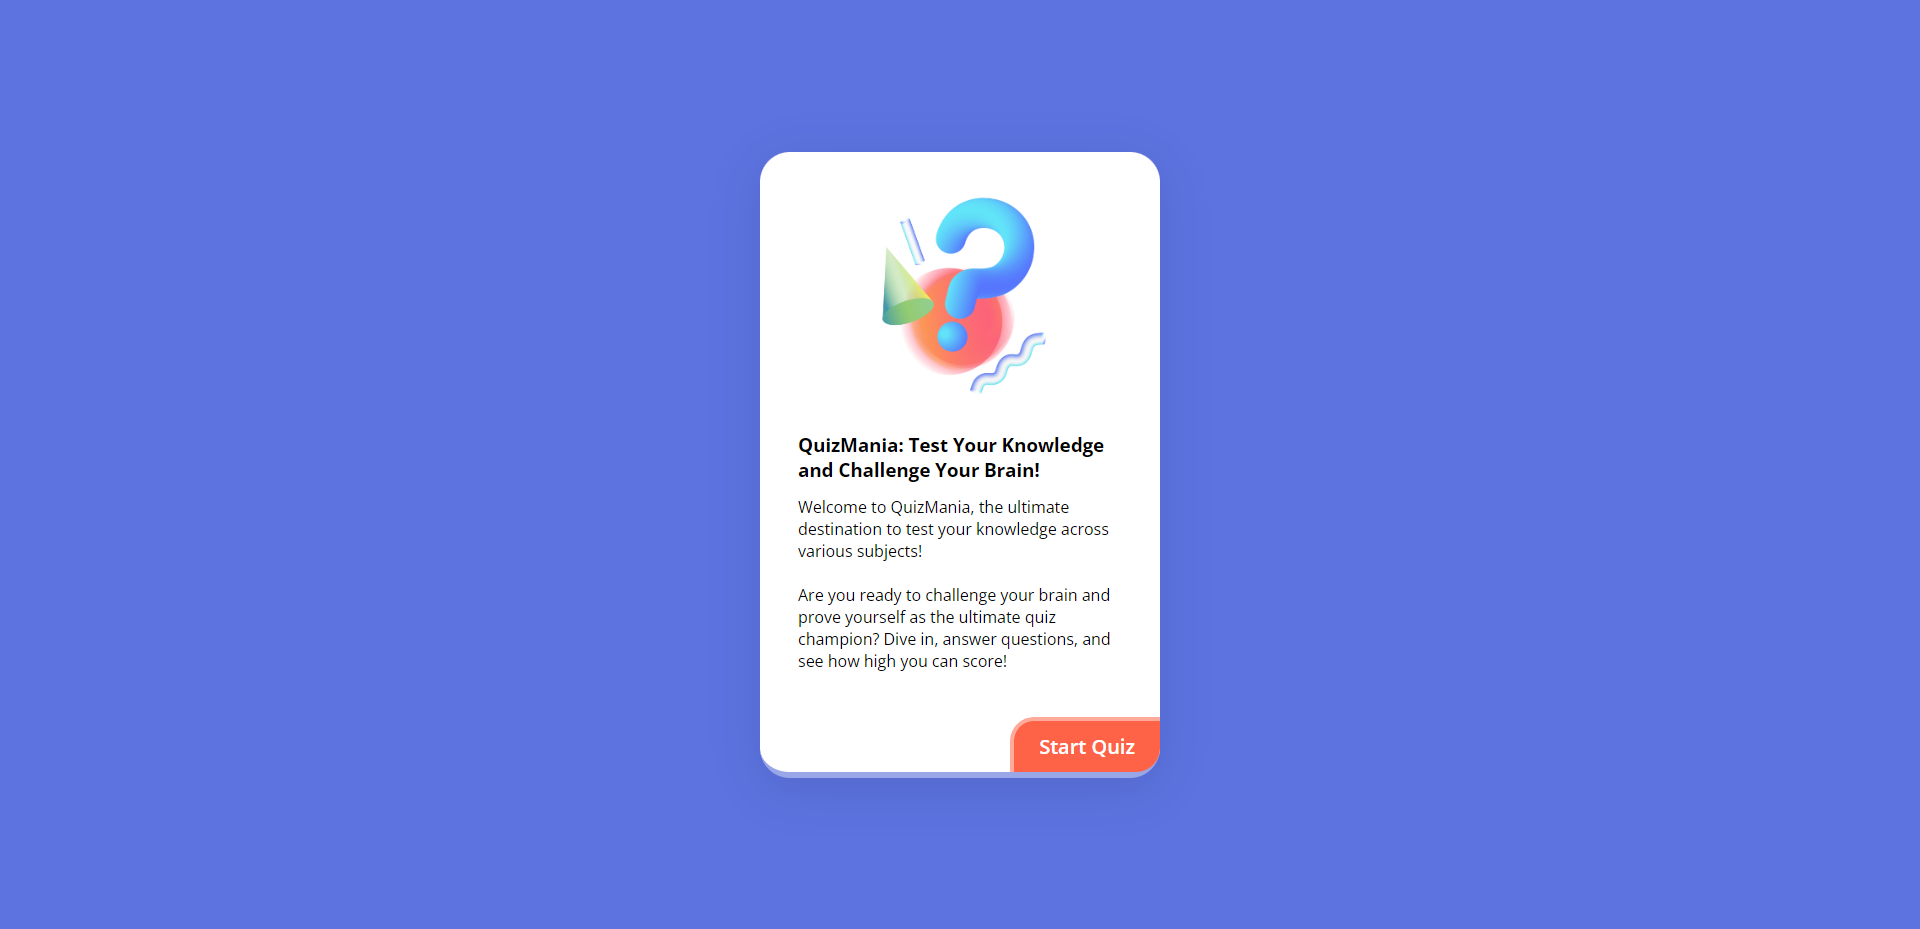 QuizMania: Test Your Knowledge
and Challenge Your Brain!
Welcome to QuizMania, the ultimate
destination to test your knowledge across
various subjects!
Are you ready to challenge your brain and
prove yourself as the ultimate quiz
champion? Dive in, answer questions, and
see how high you can score!
Start Quiz